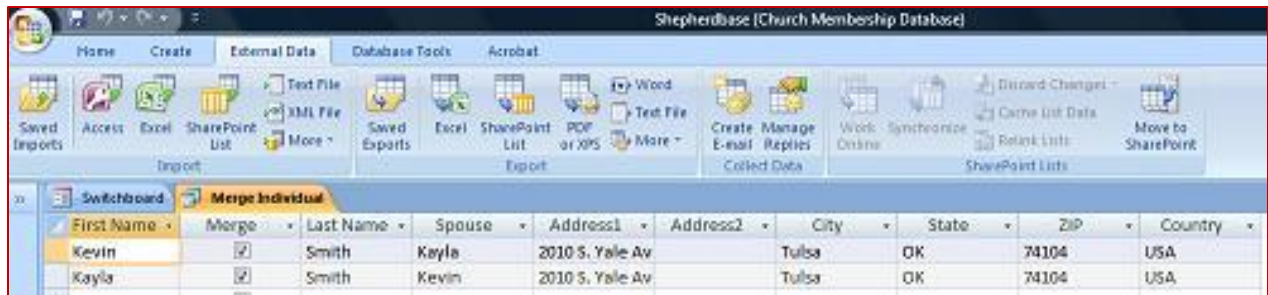 Shepherdbase (Church Membership Database)
Home Create External Data Database Tools Acrobat
Saved Imports Access Excel SharePoint List Text File XML File More Saved Exports Excel SharePoint List PDF or XPS Word Text File More Create E-mail Manage Replies Work Online Synchronize Discard Changes Cache List Data Relink Lists Move to SharePoint
Import Export Collect Data SharePoint Lists
Switchboard Merge Individual
First Name Merge Last Name Spouse Address1 Address2 City State ZIP Country
Kevin Smith Kayla 2010 S. Yale Av Tulsa OK 74104 USA
Kayla Smith Kevin 2010 S. Yale Av Tulsa OK 74104 USA